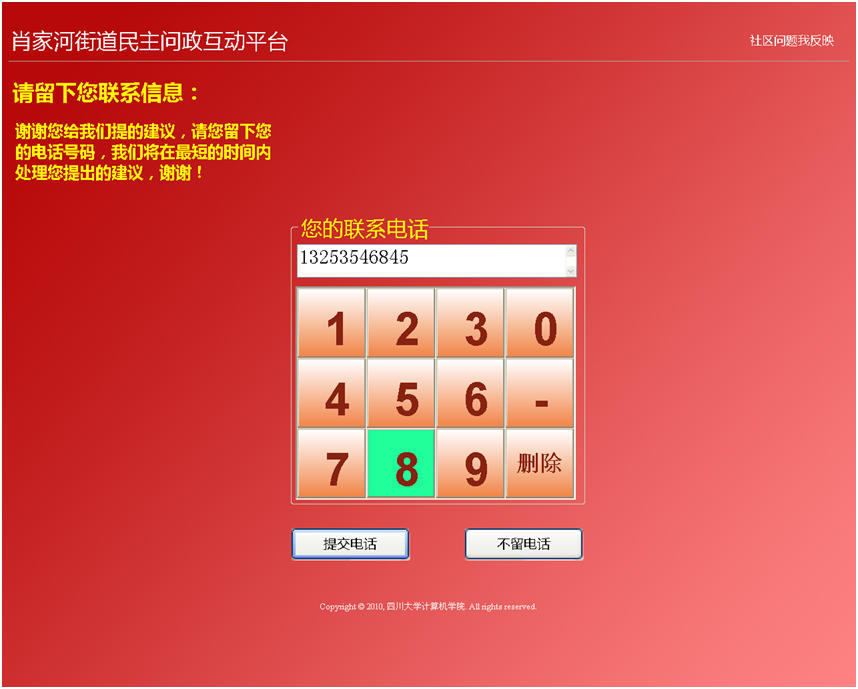 肖家河街道民主问政互动平台
社区问题我反映
请留下您联系信息：
谢谢您给我们提的建议，请您留下您
的电话号码，我们将在最短的时间内
处理您提出的建议，谢谢！
您的联系电话
13253546845
1 2 3 0
4 5 6 -
7 8 9 删除
提交电话 不留电话
Copyright © 2010, 四川大学计算机学院. All rights reserved.